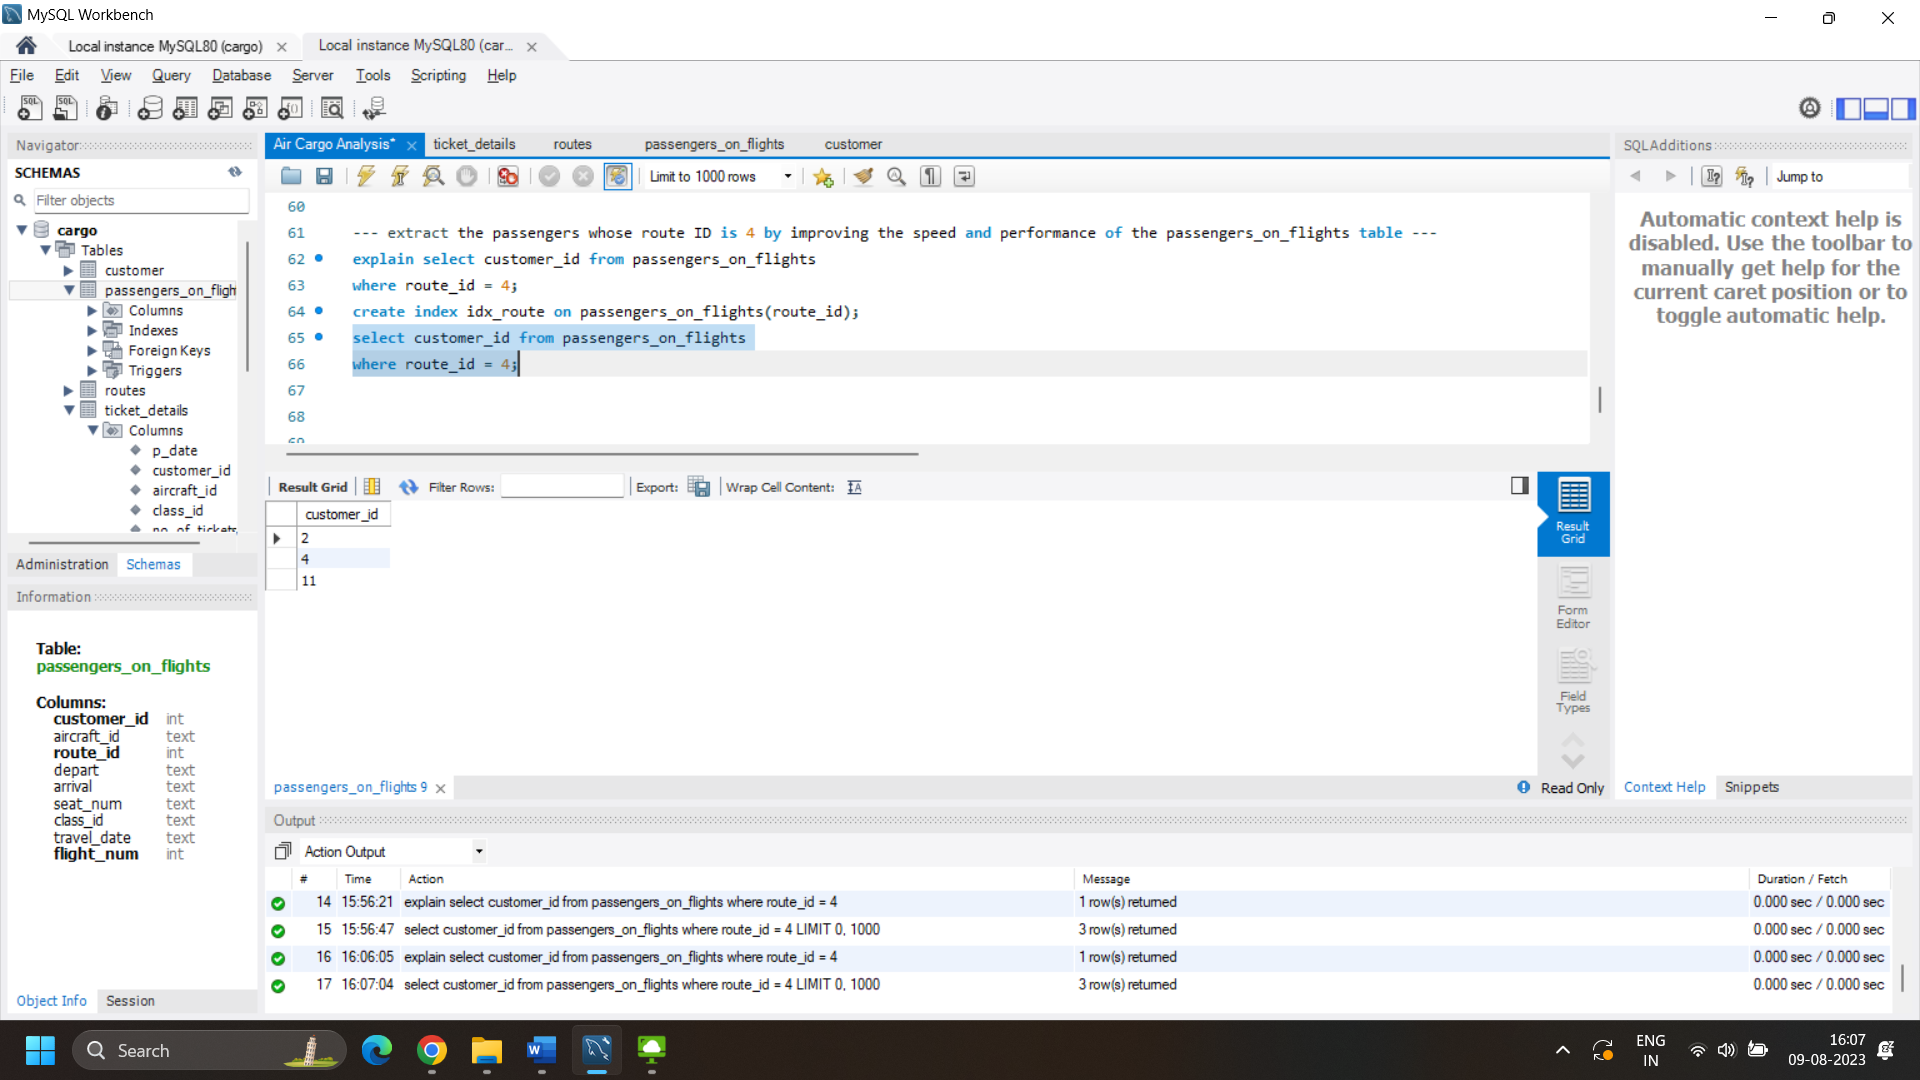 MySQL Workbench
Local instance MySQL80 (cargo)
Local instance MySQL80 (car...
File Edit View Query Database Server Tools Scripting Help
Navigator
SCHEMAS
Filter objects
cargo
Tables
customer
passengers_on_fligh
Columns
Indexes
Foreign Keys
Triggers
routes
ticket_details
Columns
p_date
customer_id
aircraft_id
class_id
no_of_tickets
Administration Schemas
Information
Table:
passengers_on_flights
Columns:
customer_id int
aircraft_id text
route_id int
depart text
arrival text
seat_num text
class_id text
travel_date text
flight_num int
Object Info Session
Air Cargo Analysis* ticket_details routes passengers_on_flights customer
Limit to 1000 rows
60
61 --- extract the passengers whose route ID is 4 by improving the speed and performance of the passengers_on_flights table ---
62 explain select customer_id from passengers_on_flights
63 where route_id = 4;
64 create index idx_route on passengers_on_flights(route_id);
65 select customer_id from passengers_on_flights
66 where route_id = 4;
67
68
69
Result Grid Filter Rows: Export: Wrap Cell Content:
customer_id
2
4
11
Result
Grid
Form
Editor
Field
Types
passengers_on_flights 9
Read Only
SQLAdditions
Jump to
Automatic context help is
disabled. Use the toolbar to
manually get help for the
current caret position or to
toggle automatic help.
Context Help Snippets
Output
Action Output
# Time Action Message Duration / Fetch
14 15:56:21 explain select customer_id from passengers_on_flights where route_id = 4 1 row(s) returned 0.000 sec / 0.000 sec
15 15:56:47 select customer_id from passengers_on_flights where route_id = 4 LIMIT 0, 1000 3 row(s) returned 0.000 sec / 0.000 sec
16 16:06:05 explain select customer_id from passengers_on_flights where route_id = 4 1 row(s) returned 0.000 sec / 0.000 sec
17 16:07:04 select customer_id from passengers_on_flights where route_id = 4 LIMIT 0, 1000 3 row(s) returned 0.000 sec / 0.000 sec
Search
ENG
IN
16:07
09-08-2023